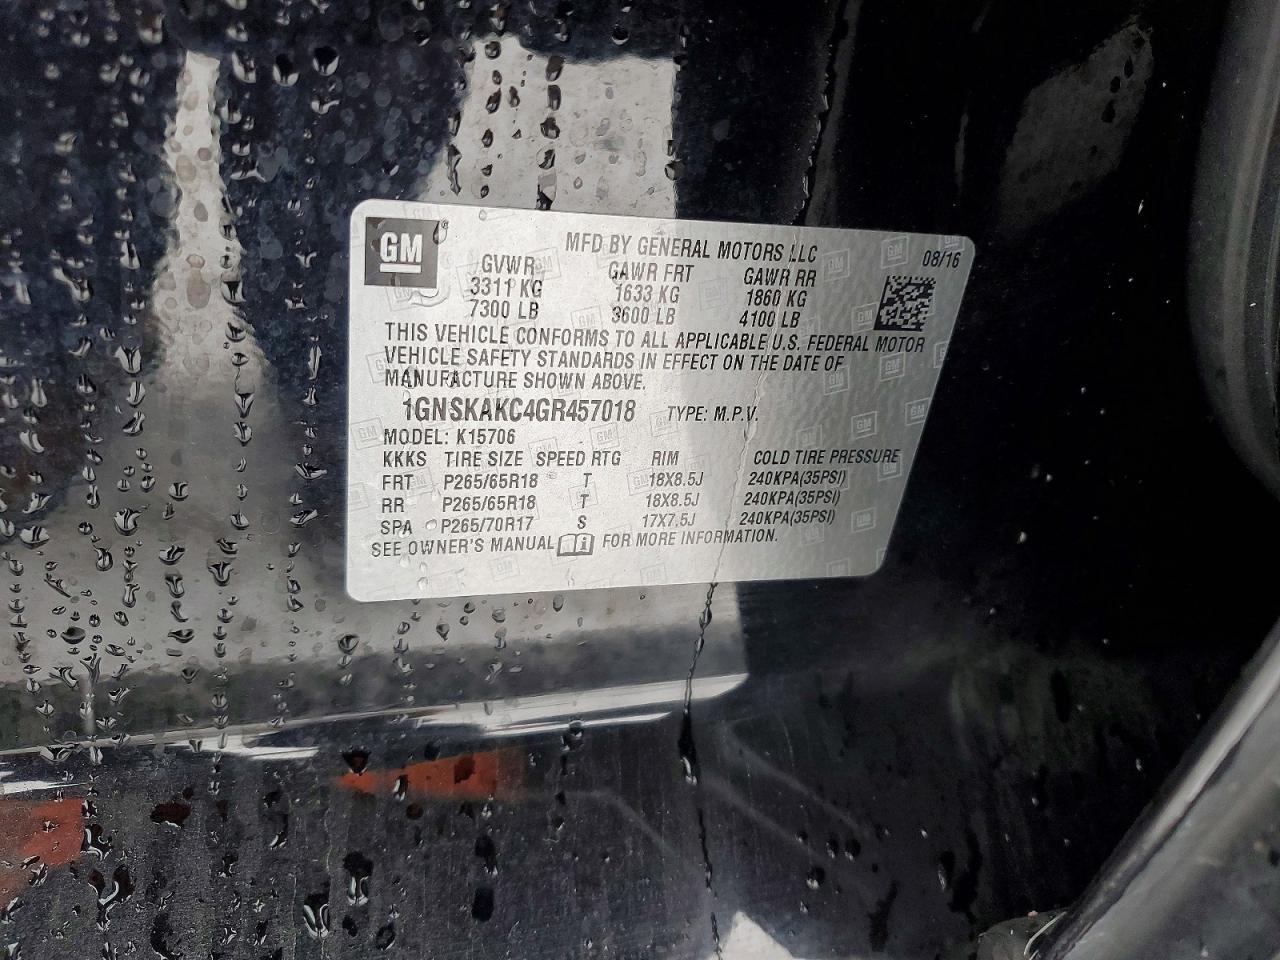 GM
MFD BY GENERAL MOTORS LLC
08/16
GVWR GAWR FRT GAWR RR
3311 KG 1633 KG 1860 KG
7300 LB 3600 LB 4100 LB
THIS VEHICLE CONFORMS TO ALL APPLICABLE U.S. FEDERAL MOTOR
VEHICLE SAFETY STANDARDS IN EFFECT ON THE DATE OF
MANUFACTURE SHOWN ABOVE.
1GNSKAKC4GR457018 TYPE: M.P.V.
MODEL: K15706
KKKS TIRE SIZE SPEED RTG RIM COLD TIRE PRESSURE
FRT P265/65R18 T 18X8.5J 240KPA(35PSI)
RR P265/65R18 T 18X8.5J 240KPA(35PSI)
SPA P265/70R17 S 17X7.5J 240KPA(35PSI)
SEE OWNER'S MANUAL FOR MORE INFORMATION.